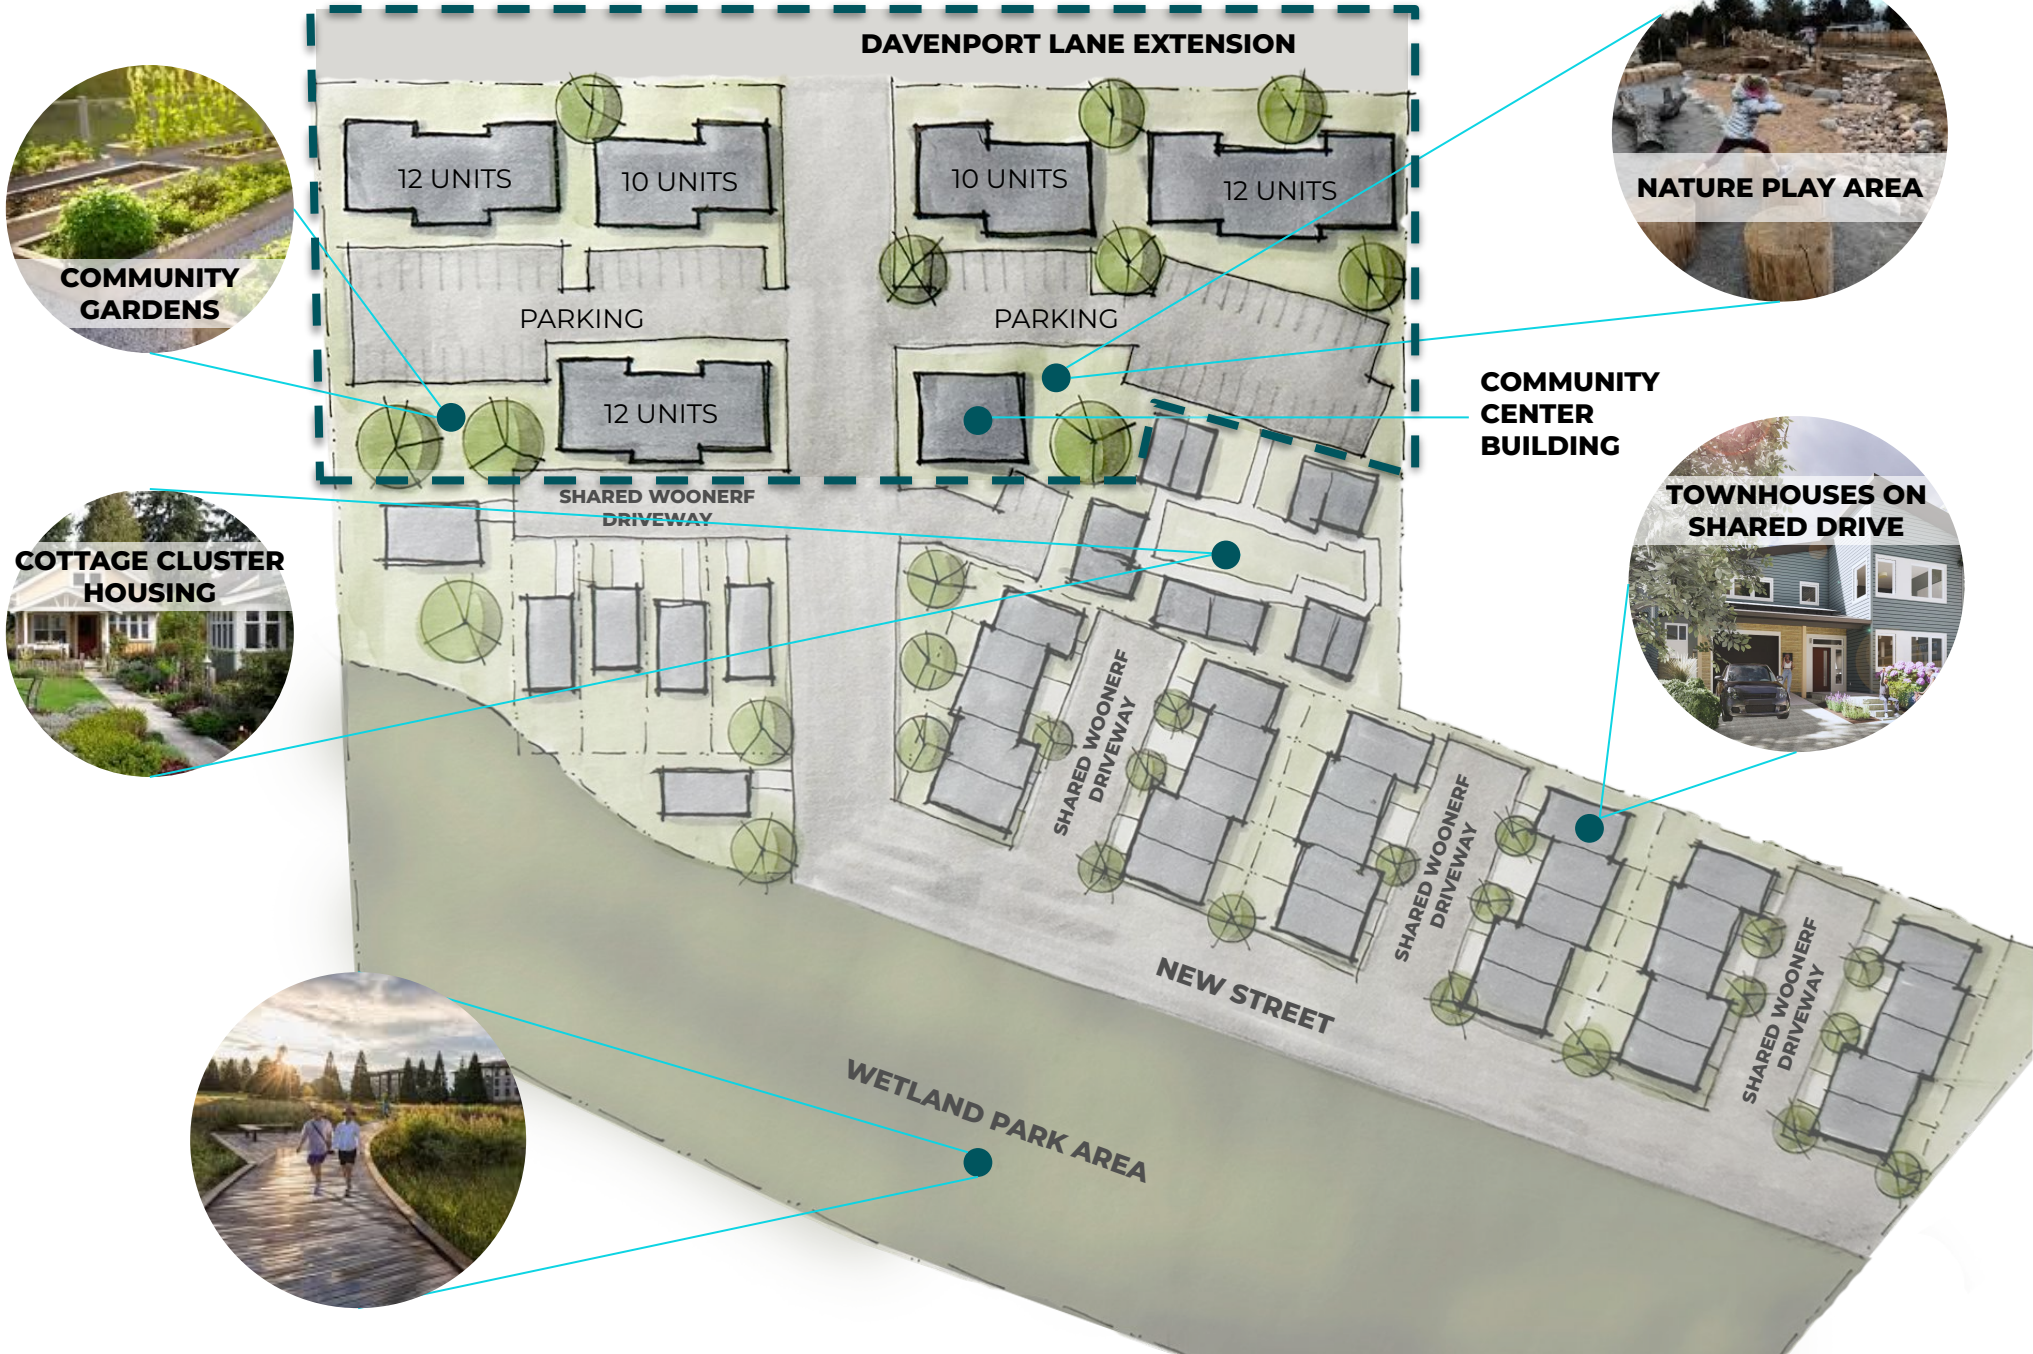 DAVENPORT LANE EXTENSION
12 UNITS
10 UNITS
10 UNITS
12 UNITS
NATURE PLAY AREA
COMMUNITY
GARDENS
PARKING
PARKING
12 UNITS
COMMUNITY
CENTER
BUILDING
SHARED WOONERF
DRIVEWAY
TOWNHOUSES ON
SHARED DRIVE
COTTAGE CLUSTER
HOUSING
SHARED WOONERF
DRIVEWAY
SHARED WOONERF
DRIVEWAY
SHARED WOONERF
DRIVEWAY
NEW STREET
WETLAND PARK AREA